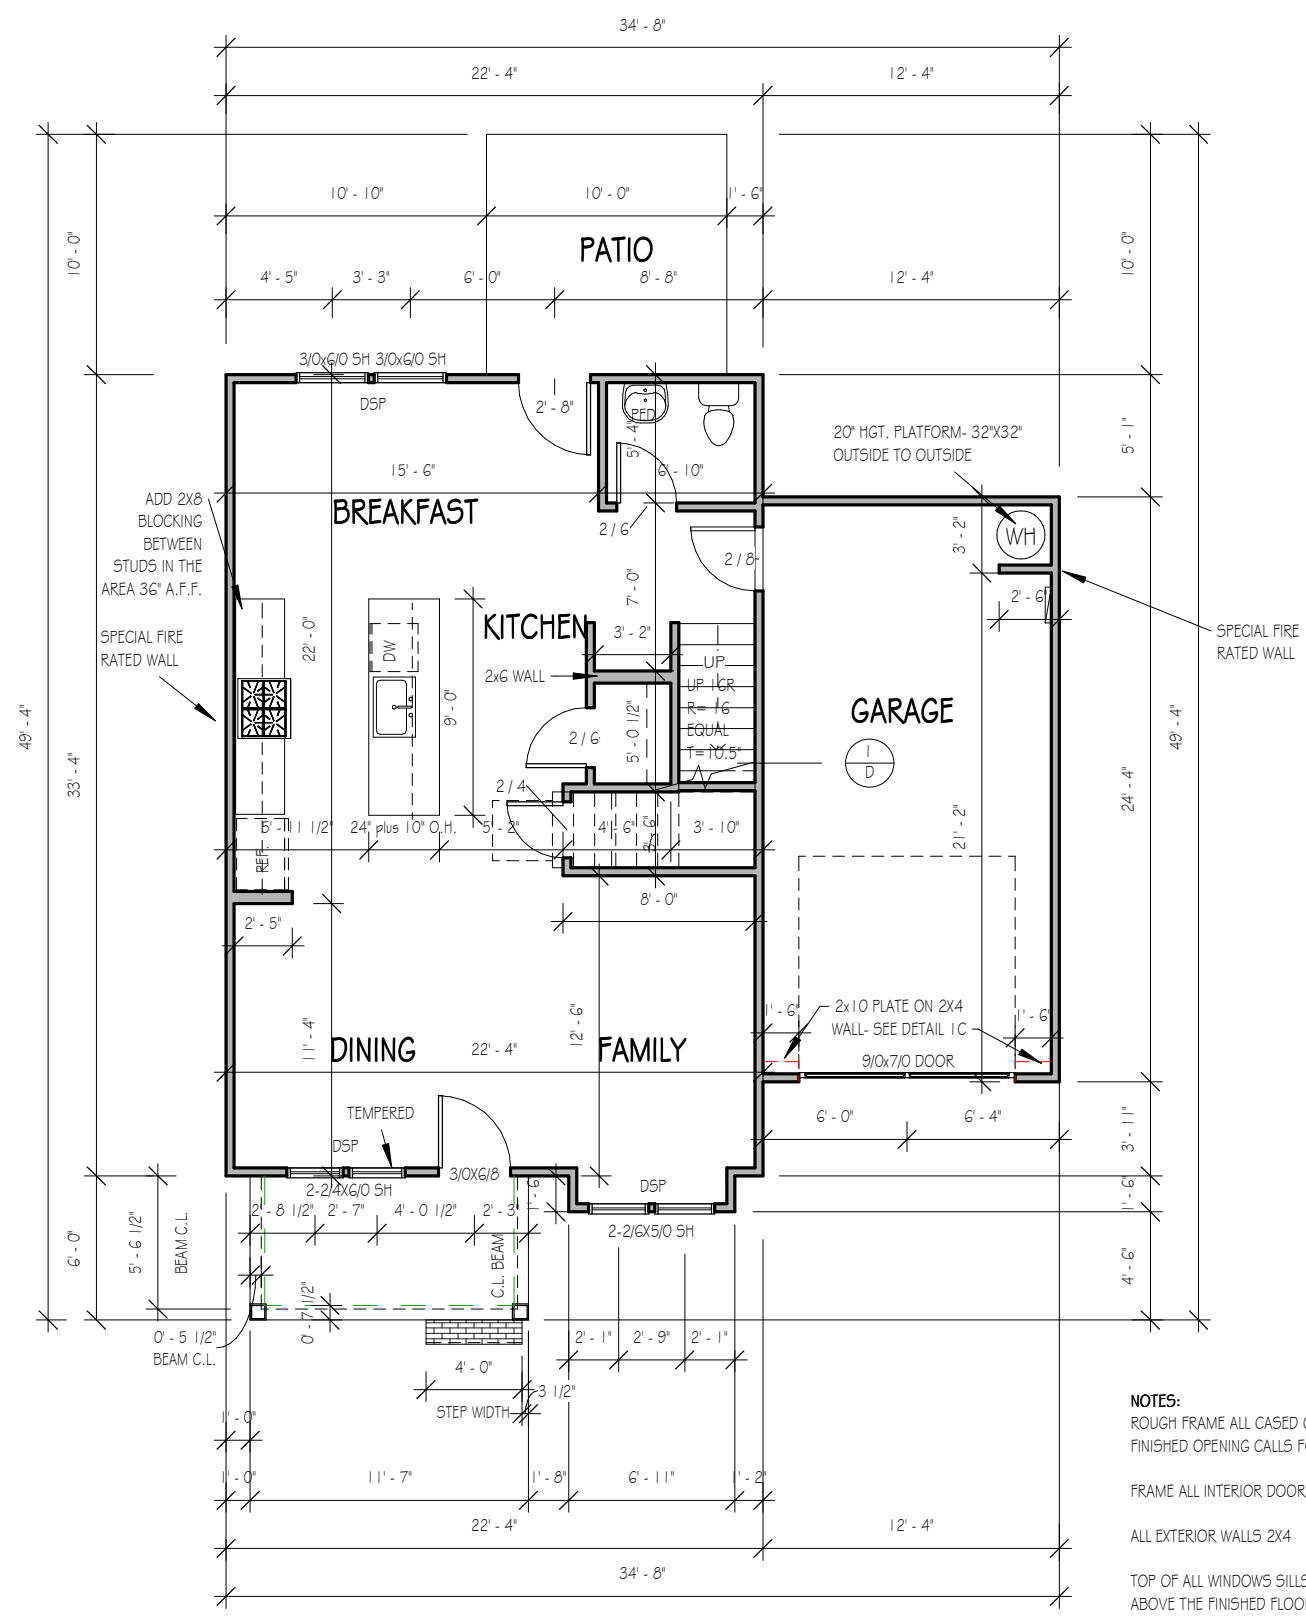 34' - 8"
22' - 4"
12' - 4"
10' - 10"
10' - 0"
1' - 6"
PATIO
10' - 0"
10' - 0"
4' - 5"
3' - 3"
6' - 0"
8' - 8"
12' - 4"
3/0x6/0 SH 3/0x6/0 SH
DSP
2' - 8"
PED.
5' - 4"
6' - 10"
15' - 6"
BREAKFAST
2 / 6
20" HGT. PLATFORM- 32"X32"
OUTSIDE TO OUTSIDE
5' - 1"
3' - 2"
WH
2' - 6"
ADD 2X8
BLOCKING
BETWEEN
STUDS IN THE
AREA 36" A.F.F.
SPECIAL FIRE
RATED WALL
2 / 8
7' - 0"
KITCHEN
3' - 2"
22' - 0"
DW
2x6 WALL
9' - 0"
UP
UP 1GR
R= 16
EQUAL
T=10.5"
SPECIAL FIRE
RATED WALL
GARAGE
1
D
49' - 4"
33' - 4"
49' - 4"
24' - 4"
2 / 6
5' - 0 1/2"
2 / 4
5' - 11 1/2"
24" plus 10" O.H.
5' - 2"
4' - 6"
3' - 6"
3' - 10"
21' - 2"
REF.
2' - 5"
8' - 0"
11' - 4"
DINING
22' - 4"
12' - 6"
FAMILY
1' - 6"
2x10 PLATE ON 2X4
WALL- SEE DETAIL 1C
1' - 6"
9/0x7/0 DOOR
6' - 0"
6' - 4"
3' - 11"
TEMPERED
DSP
3/0X6/8
2-2/4X6/0 SH
DSP
1' - 6"
1' - 6"
2-2/6X5/0 SH
2' - 8 1/2"
2' - 7"
4' - 0 1/2"
2' - 3"
6' - 0"
5' - 6 1/2"
BEAM C.L.
C.L. BEAM
4' - 6"
0' - 7 1/2"
0' - 5 1/2"
BEAM C.L.
2' - 1"
2' - 9"
2' - 1"
4' - 0"
3 1/2"
STEP WIDTH
1' - 0"
1' - 0"
11' - 7"
1' - 8"
6' - 11"
1' - 2"
22' - 4"
12' - 4"
34' - 8"
NOTES:
ROUGH FRAME ALL CASED
FINISHED OPENING CALLS
FRAME ALL INTERIOR DOOR
ALL EXTERIOR WALLS 2X4
TOP OF ALL WINDOWS SILLS
ABOVE THE FINISHED FLOOR